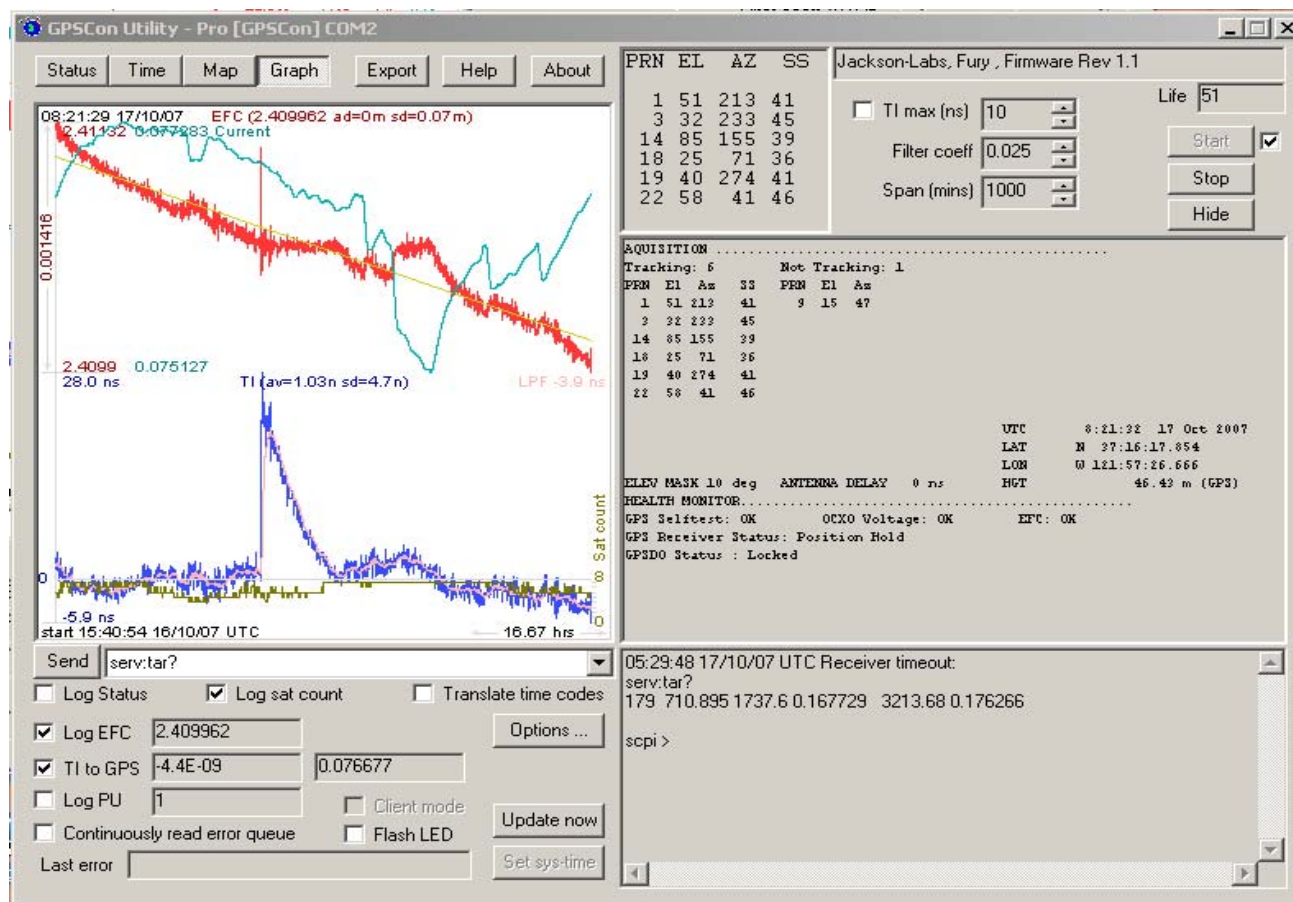 GPSCon Utility - Pro [GPSCon] COM2
Status Time Map Graph Export Help About
08:21:29 17/10/07 EFC (2.409962 ad=0m sd=0.07m)
2.41132 0.077283 Current
0.001416
2.4099 0.075127
28.0 ns TI (av=1.03n sd=4.7n) LPF -3.9 ns
0
-5.9 ns
0 8 Sat count
start 15:40:54 16/10/07 UTC 16.67 hrs
PRN EL AZ SS
1 51 213 41
3 32 233 45
14 85 155 39
18 25 71 36
19 40 274 41
22 58 41 46
Jackson-Labs, Fury , Firmware Rev 1.1
TI max (ns) 10
Filter coeff 0.025
Span (mins) 1000
Life 51
Start
Stop
Hide
AQUISITION ..................................................
Tracking: 6 Not Tracking: 1
PRN El Az SS PRN El Az
1 51 213 41 9 15 47
3 32 233 45
14 85 155 39
18 25 71 36
19 40 274 41
22 58 41 46
UTC 8:21:32 17 Oct 2007
LAT N 37:16:17.854
LON W 121:57:26.666
ELEV MASK 10 deg ANTENNA DELAY 0 ns HGT 46.43 m (GPS)
HEALTH MONITOR..................................................
GPS Selftest: OK OCXO Voltage: OK EFC: OK
GPS Receiver Status: Position Hold
GPSDO Status : Locked
Send serv:tar?
Log Status Log sat count Translate time codes
Log EFC 2.409962 Options ...
TI to GPS -4.4E-09 0.076677
Log PU 1 Client mode
Update now
Continuously read error queue Flash LED
Last error Set sys-time
05:29:48 17/10/07 UTC Receiver timeout:
serv:tar?
179 710.895 1737.6 0.167729 3213.68 0.176266
scpi >